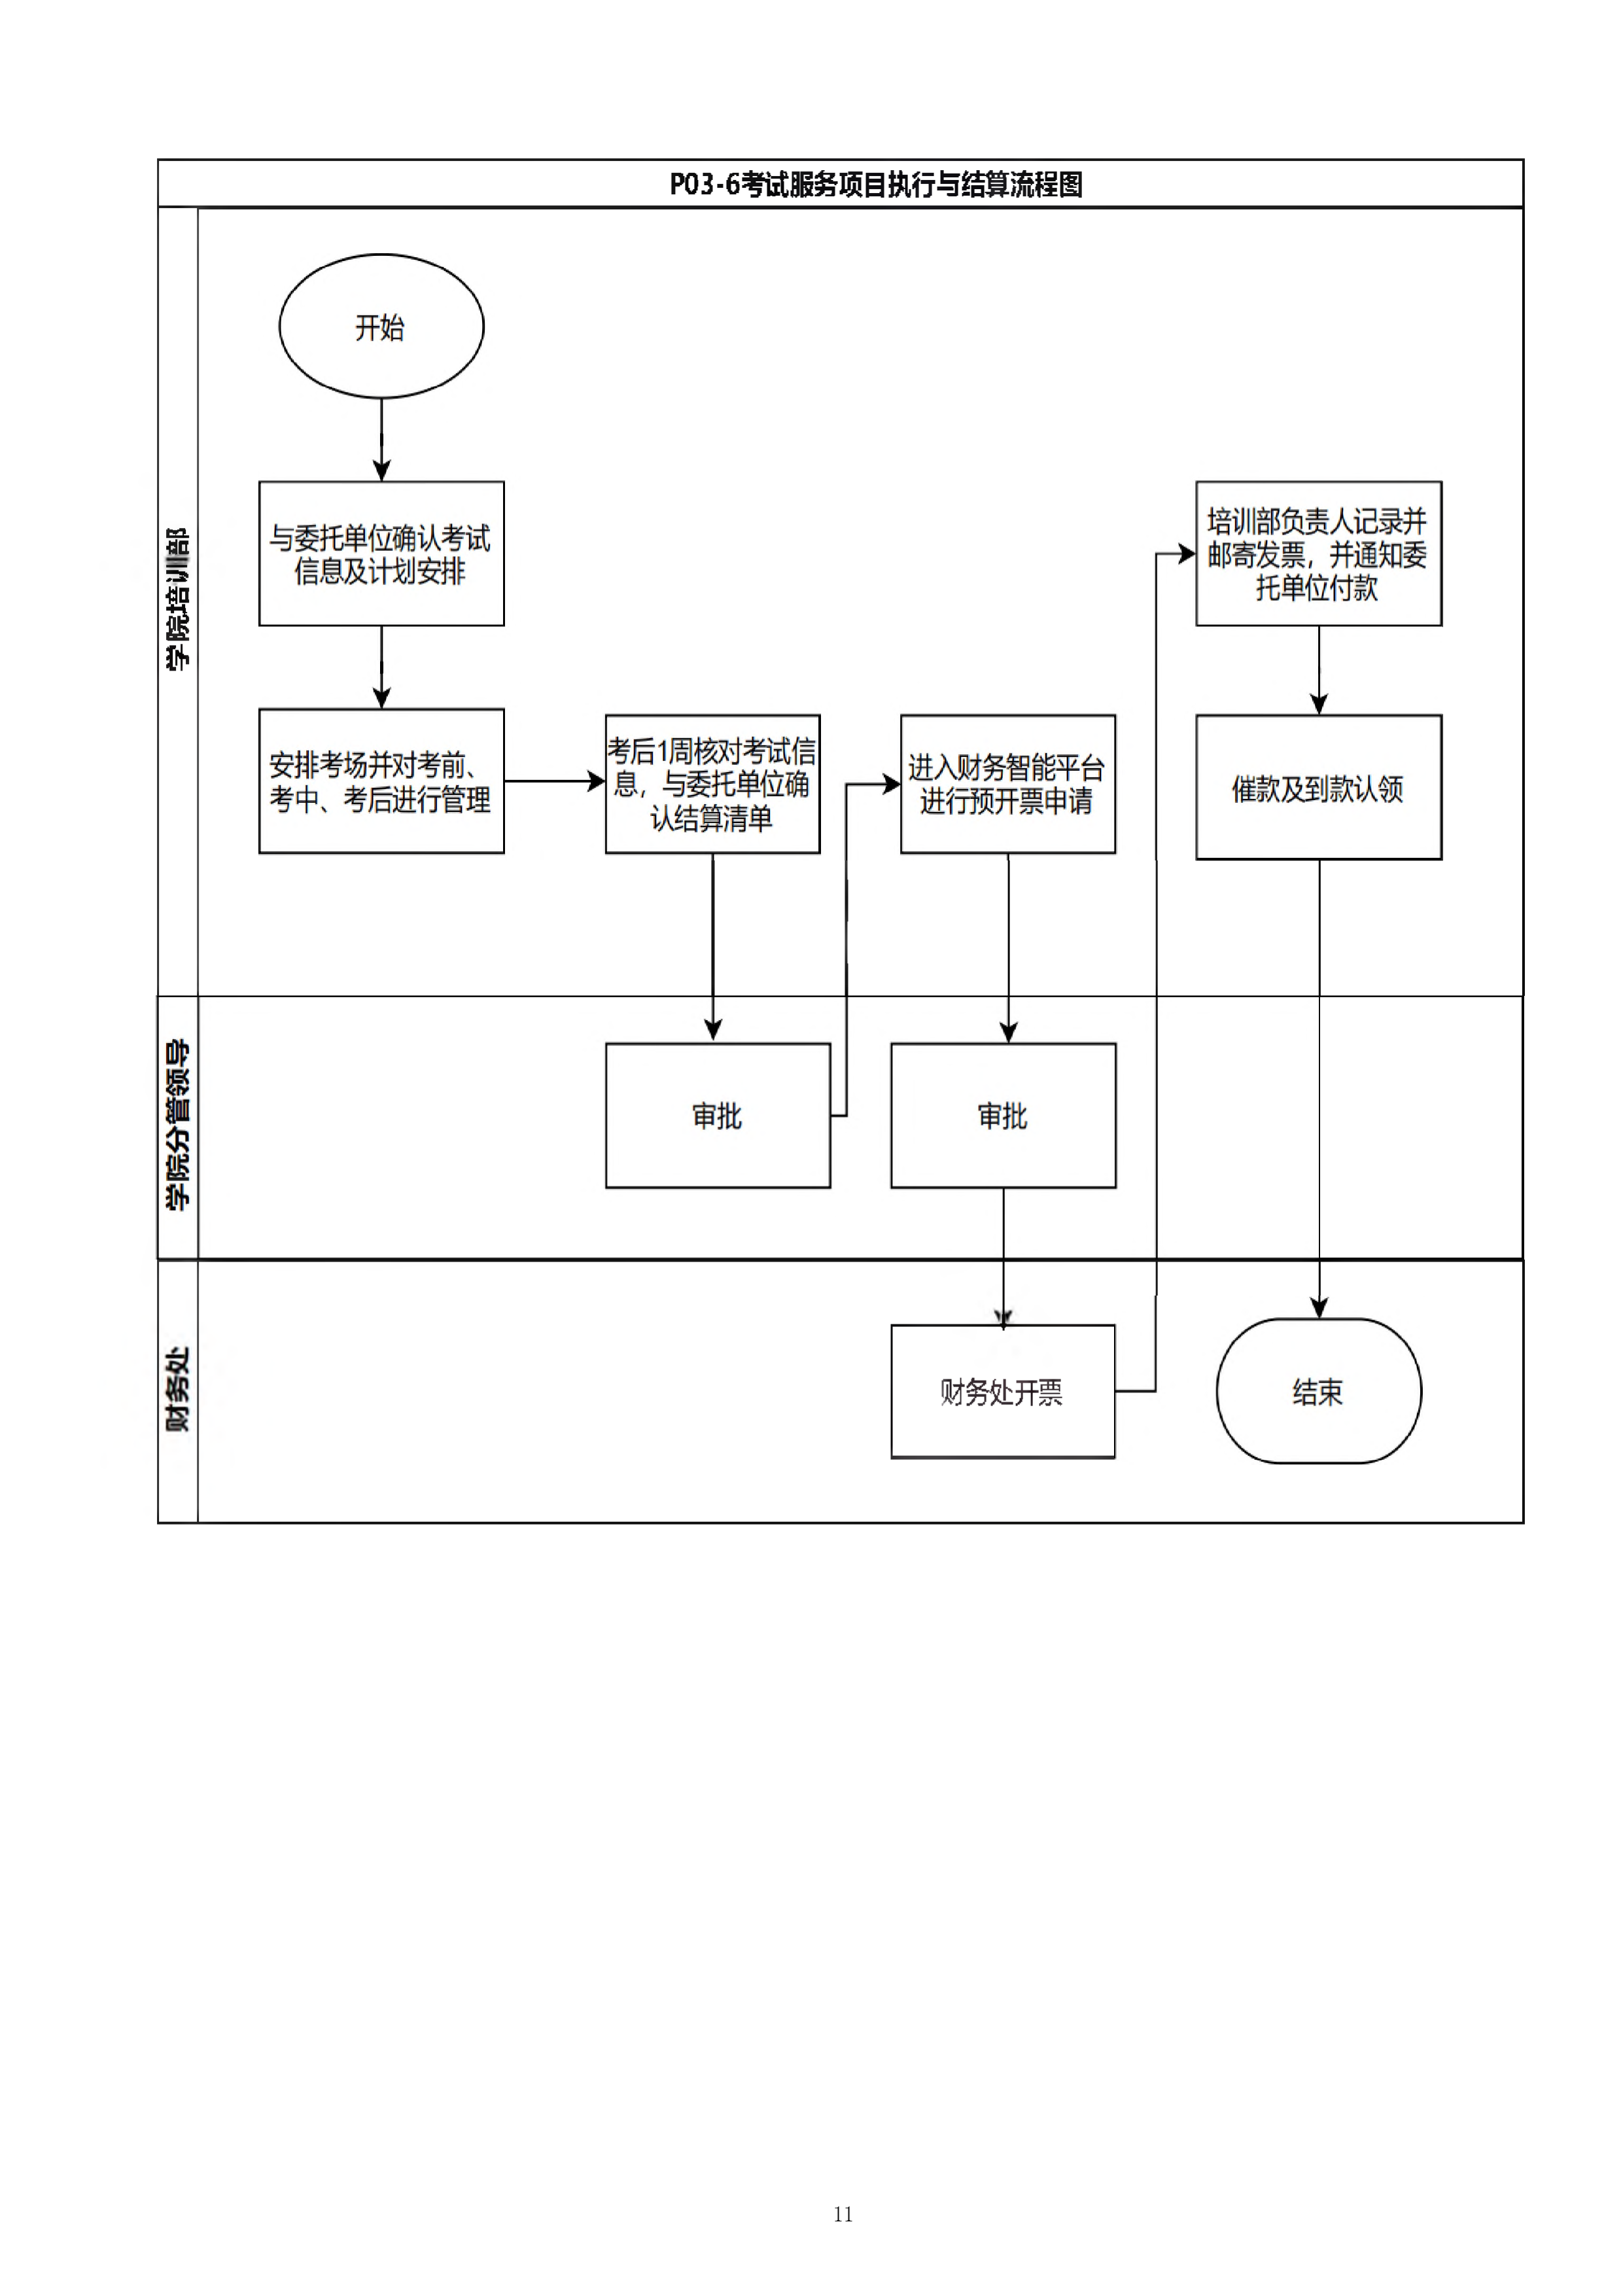 P03-6考试服务项目执行与结算流程图
学院培训部
开始
与委托单位确认考试
信息及计划安排
安排考场并对考前、
考中、考后进行管理
考后1周核对考试信
息，与委托单位确
认结算清单
进入财务智能平台
进行预开票申请
培训部负责人记录并
邮寄发票，并通知委
托单位付款
催款及到款认领
学院分管领导
审批
审批
财务处
财务处开票
结束
11